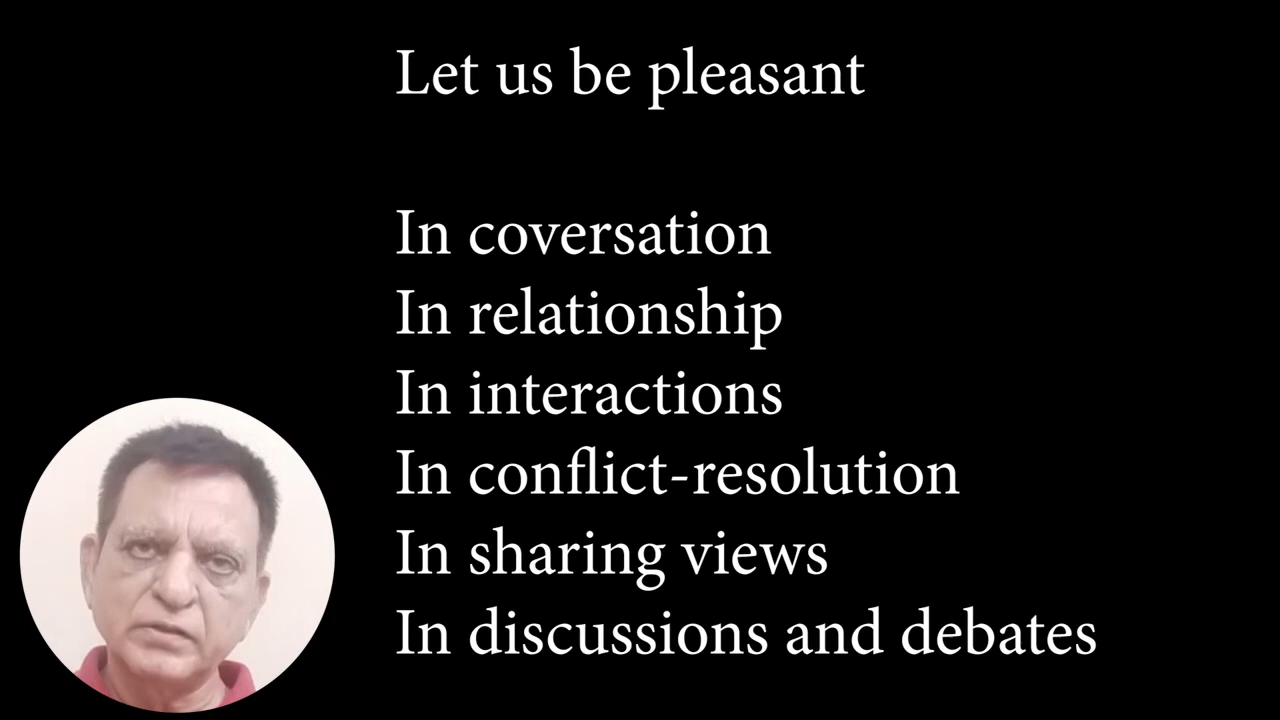 Let us be pleasant
In coversation
In relationship
In interactions
In conflict-resolution
In sharing views
In discussions and debates